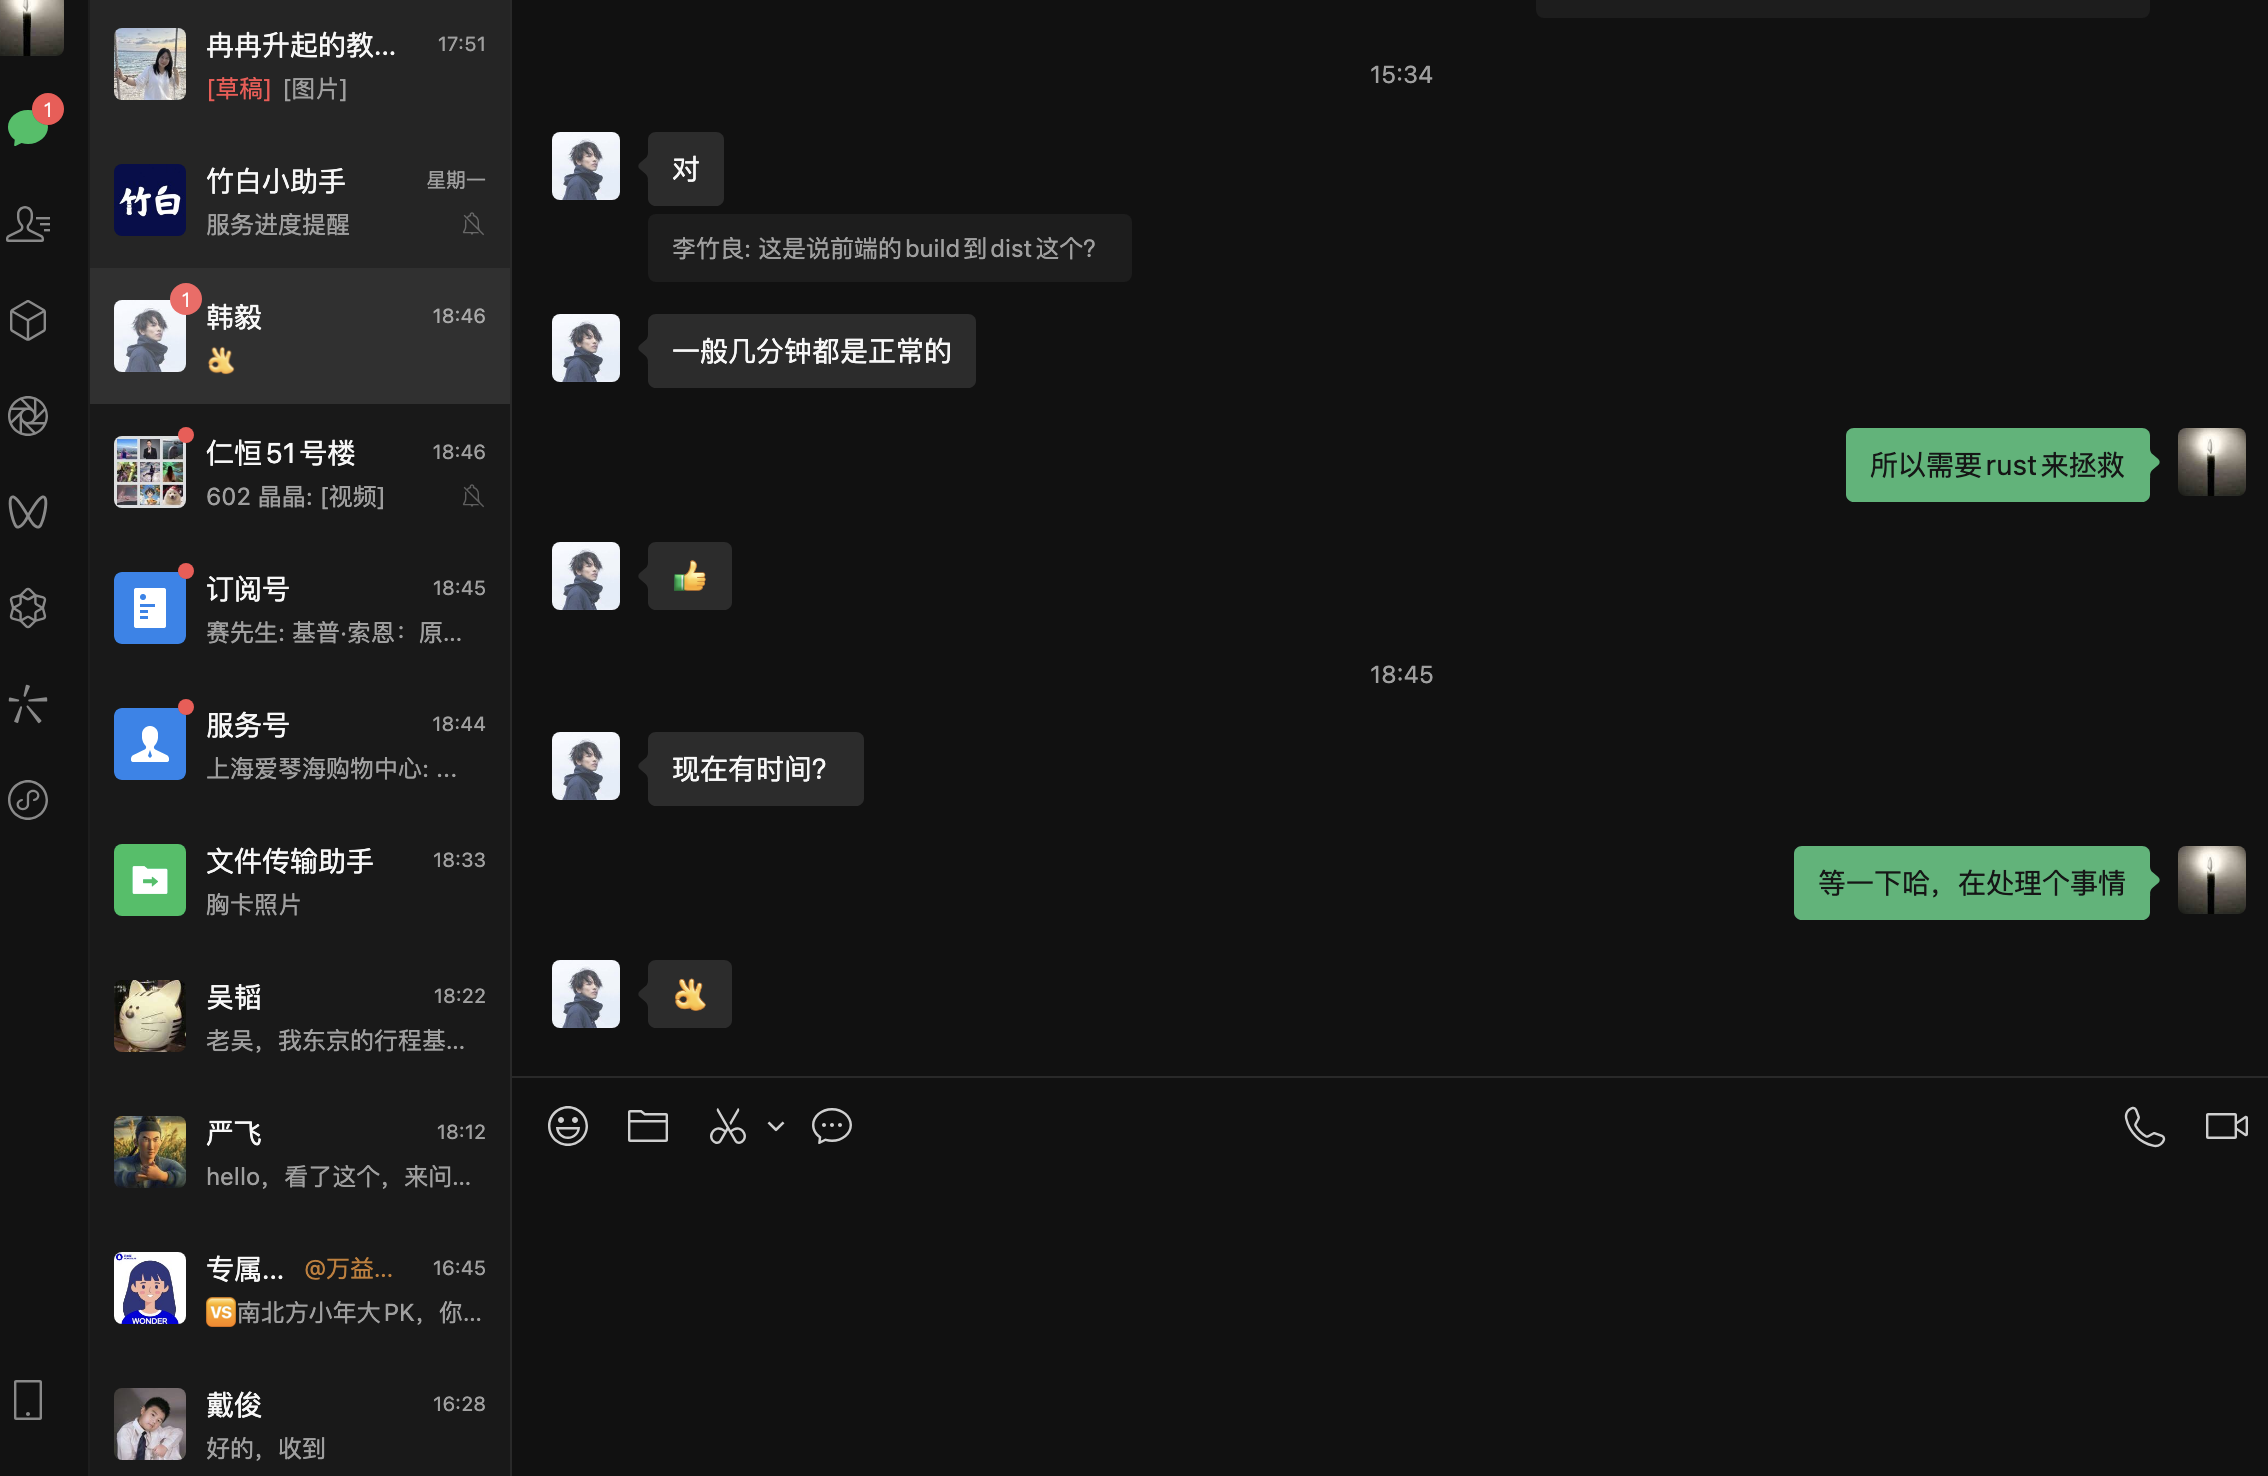 1
冉冉升起的教...
17:51
[草稿] [图片]
竹白
竹白小助手
星期一
服务进度提醒
1
韩毅
18:46
👌
仁恒51号楼
18:46
602 晶晶: [视频]
订阅号
18:45
赛先生: 基普·索恩：原...
服务号
18:44
上海爱琴海购物中心: ...
文件传输助手
18:33
胸卡照片
吴韬
18:22
老吴，我东京的行程基...
严飞
18:12
hello，看了这个，来问...
WONDER
专属... @万益...
16:45
🆚南北方小年大PK，你...
戴俊
16:28
好的，收到
15:34
对
李竹良: 这是说前端的build到dist这个?
一般几分钟都是正常的
所以需要rust来拯救
👍
18:45
现在有时间?
等一下哈，在处理个事情
👌